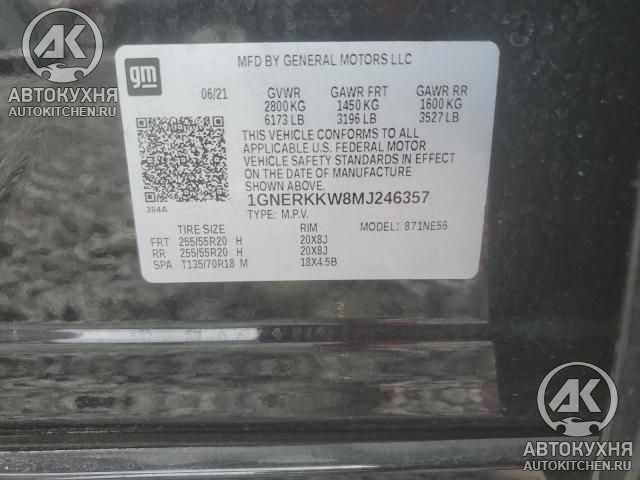 AK
АВТОКУХНЯ
AUTOKITCHEN.RU
gm
MFD BY GENERAL MOTORS LLC
06/21 GVWR GAWR FRT GAWR RR
2800 KG 1450 KG 1600 KG
6173 LB 3196 LB 3527 LB
THIS VEHICLE CONFORMS TO ALL
APPLICABLE U.S. FEDERAL MOTOR
VEHICLE SAFETY STANDARDS IN EFFECT
ON THE DATE OF MANUFACTURE
SHOWN ABOVE.
384A
1GNERKKW8MJ246357
TYPE: M.P.V. MODEL: 871NE56
TIRE SIZE RIM
FRT 255/55R20 H 20X8J
RR 255/55R20 H 20X8J
SPA T135/70R18 M 18X4.5B
AK
АВТОКУХНЯ
AUTOKITCHEN.RU